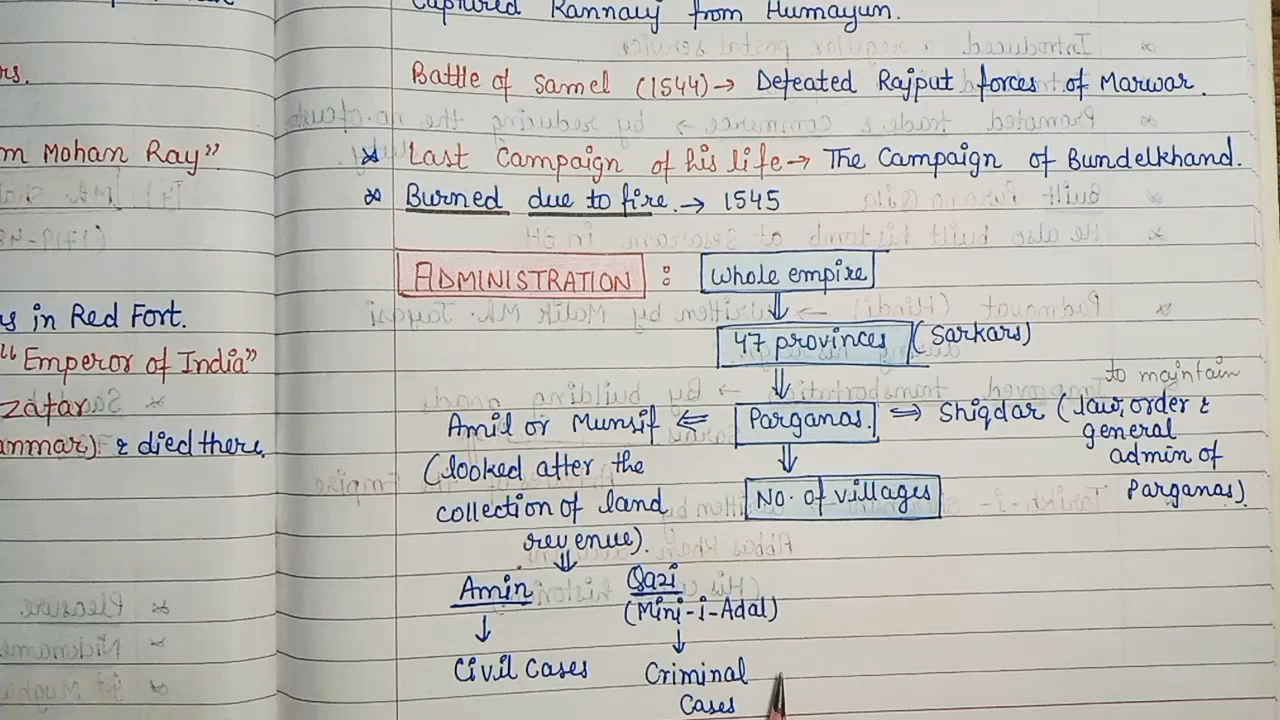 Captured Kannauj from Humayun.
Battle of Samel (1544) → Defeated Rajput forces of Marwar.
* Last Campaign of his life → The Campaign of Bundelkhand.
* Burned due to fire. → 1545
ADMINISTRATION : Whole empire
47 provinces (Sarkars)
Amil or Munsif ⇐ Parganas. ⇒ Shiqdar (law, order &
to maintain
general
admin of
Parganas)
(looked after the
collection of land
revenue).
No. of villages
Amin
Qazi
(Mini-i-Adal)
Civil Cases
Criminal
Cases
rs.
m Mohan Ray"
s in Red Fort.
"Emperor of India"
zafar
anmar) & died there.